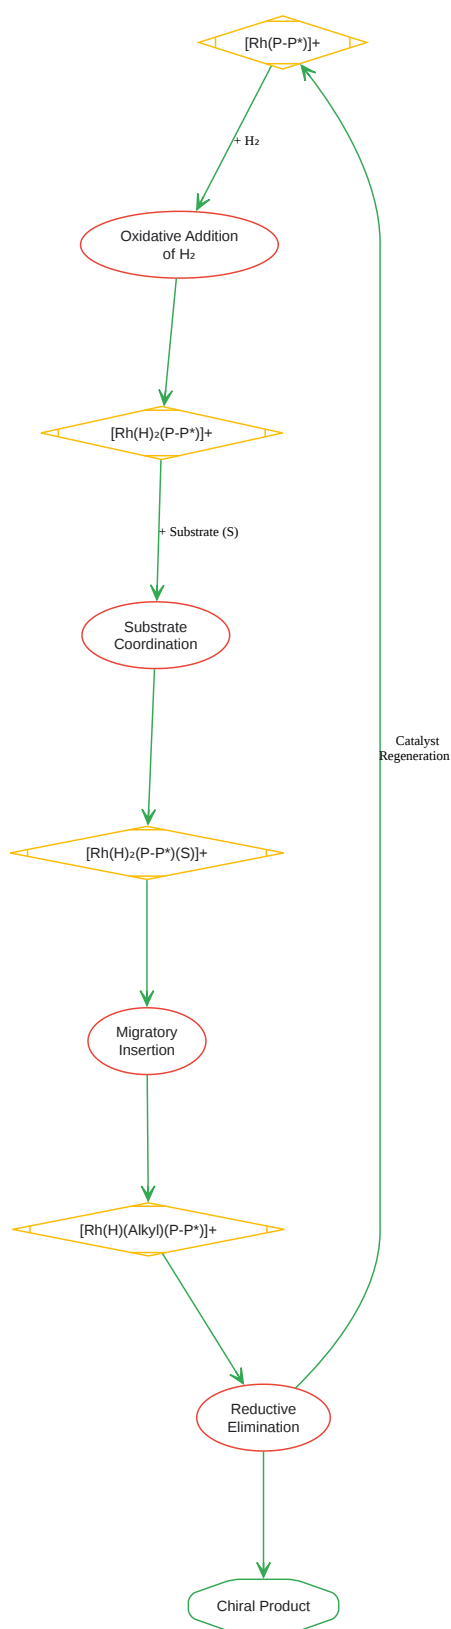 [Rh(P-P*)]+
+ H₂
Oxidative Addition
of H₂
[Rh(H)₂(P-P*)]+
+ Substrate (S)
Substrate
Coordination
Catalyst
Regeneration
[Rh(H)₂(P-P*)(S)]+
Migratory
Insertion
[Rh(H)(Alkyl)(P-P*)]+
Reductive
Elimination
Chiral Product